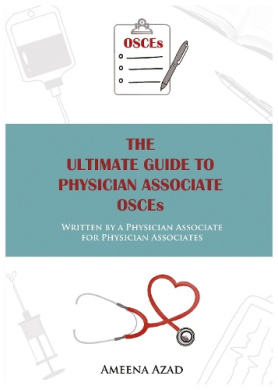 OSCEs
THE
ULTIMATE GUIDE TO
PHYSICIAN ASSOCIATE
OSCEs
WRITTEN BY A PHYSICIAN ASSOCIATE
FOR PHYSICIAN ASSOCIATES
AMEENA AZAD